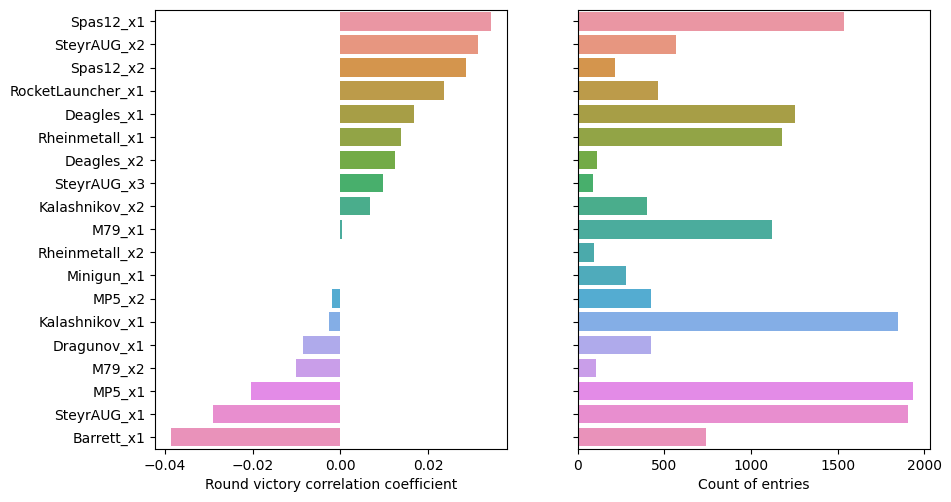 Spas12_x1
SteyrAUG_x2
Spas12_x2
RocketLauncher_x1
Deagles_x1
Rheinmetall_x1
Deagles_x2
SteyrAUG_x3
Kalashnikov_x2
M79_x1
Rheinmetall_x2
Minigun_x1
MP5_x2
Kalashnikov_x1
Dragunov_x1
M79_x2
MP5_x1
SteyrAUG_x1
Barrett_x1
−0.04 −0.02 0.00 0.02
Round victory correlation coefficient
0 500 1000 1500 2000
Count of entries